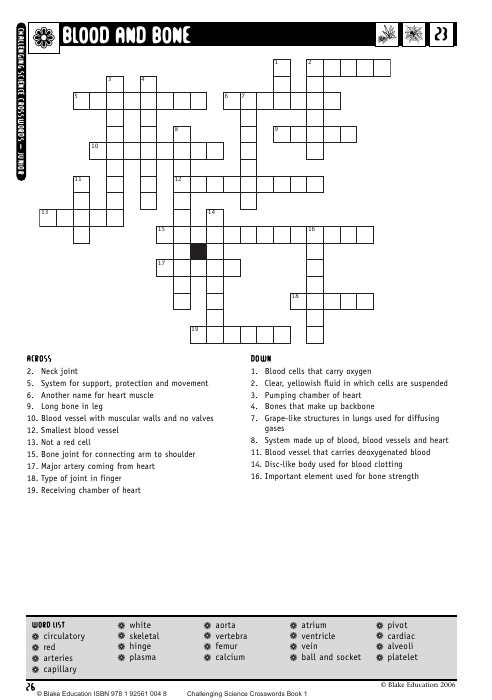 CHALLENGING SCIENCE CROSSWORDS – JUNIOR
BLOOD AND BONE
23
1
2
3
4
5
6
7
8
9
10
11
12
13
14
15
16
17
18
19
ACROSS
2. Neck joint
5. System for support, protection and movement
6. Another name for heart muscle
9. Long bone in leg
10. Blood vessel with muscular walls and no valves
12. Smallest blood vessel
13. Not a red cell
15. Bone joint for connecting arm to shoulder
17. Major artery coming from heart
18. Type of joint in finger
19. Receiving chamber of heart
DOWN
1. Blood cells that carry oxygen
2. Clear, yellowish fluid in which cells are suspended
3. Pumping chamber of heart
4. Bones that make up backbone
7. Grape-like structures in lungs used for diffusing
gases
8. System made up of blood, blood vessels and heart
11. Blood vessel that carries deoxygenated blood
14. Disc-like body used for blood clotting
16. Important element used for bone strength
WORD LIST
circulatory
red
arteries
capillary
white
skeletal
hinge
plasma
aorta
vertebra
femur
calcium
atrium
ventricle
vein
ball and socket
pivot
cardiac
alveoli
platelet
26
© Blake Education 2006
© Blake Education ISBN 978 1 92561 004 8 Challenging Science Crosswords Book 1